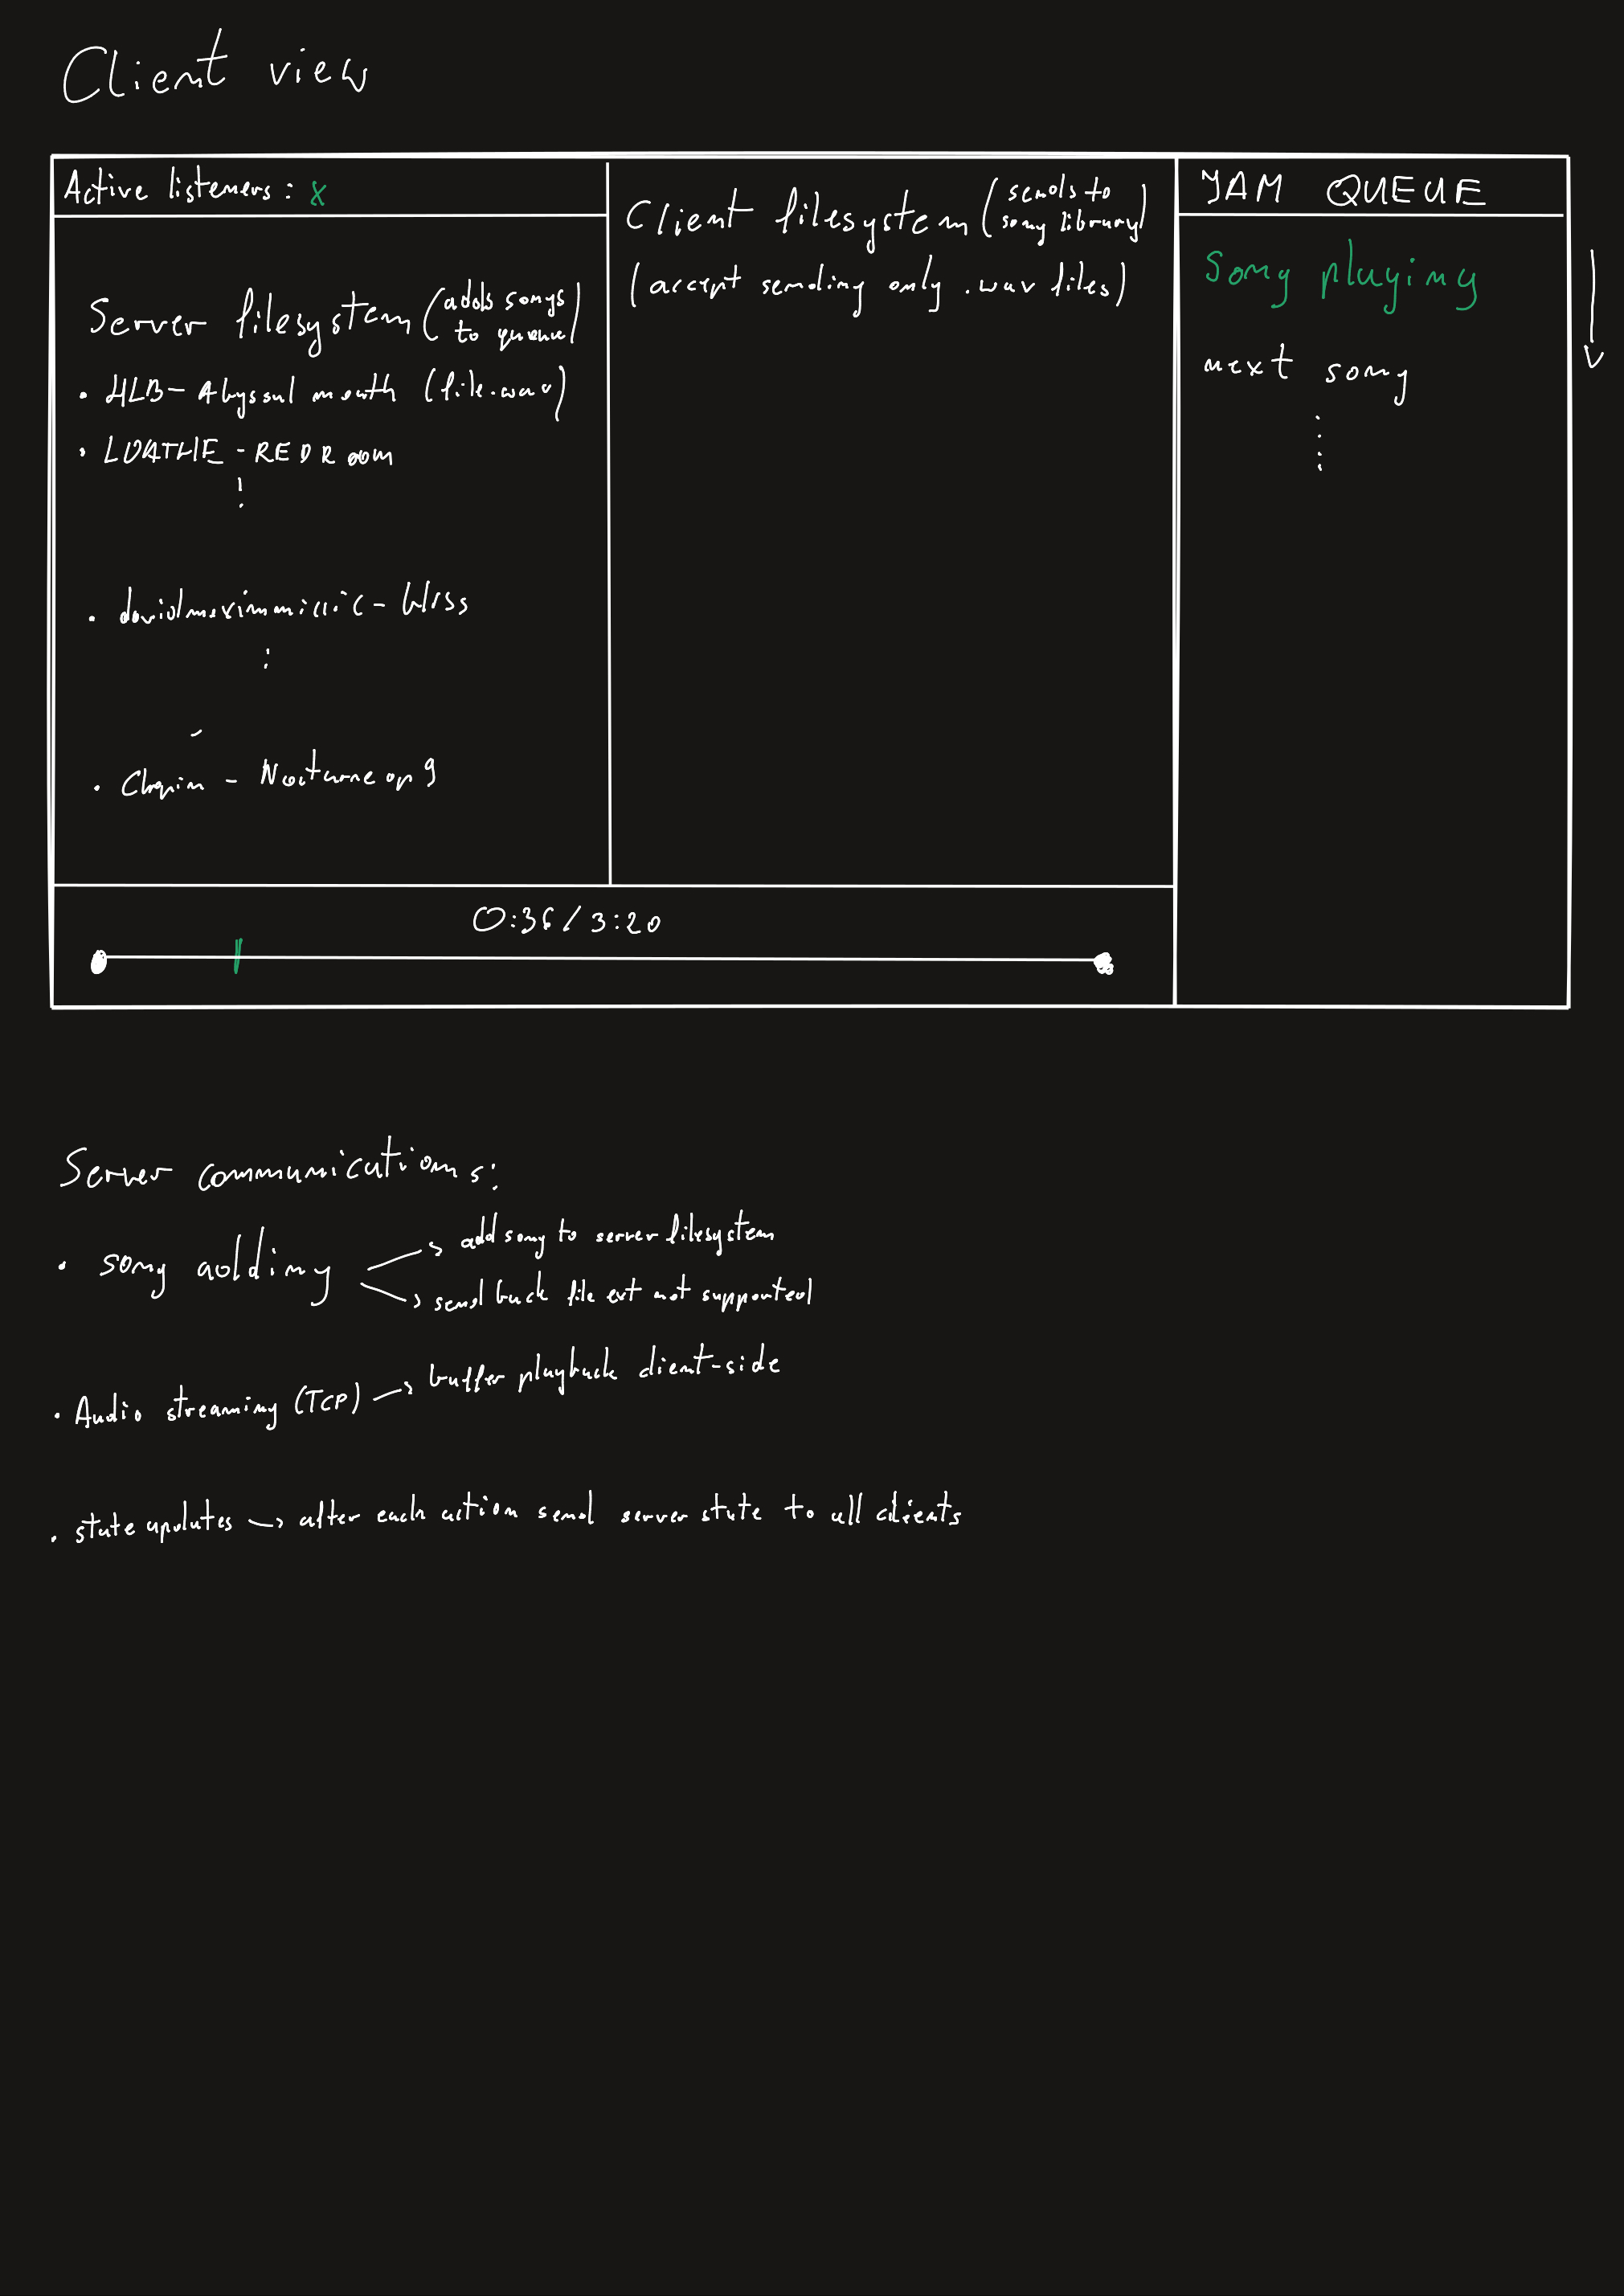 Client view
Active listeners: x
Server filesystem (adds songs to queue)
• HLB - Abyssal mouth (file.wav)
• LOATHE - RED Room
• - bliss
• Chopin - Nocturne op 9
Client filesystem (sends to song library)
(accept sending only .wav files)
JAM QUEUE
Song playing
next song
0:36 / 3:20
Server communications:
• song adding
→ add song to server filesystem
→ send back file ext not supported
• Audio streaming (TCP) → buffer playback client-side
• state updates → after each action send server state to all clients